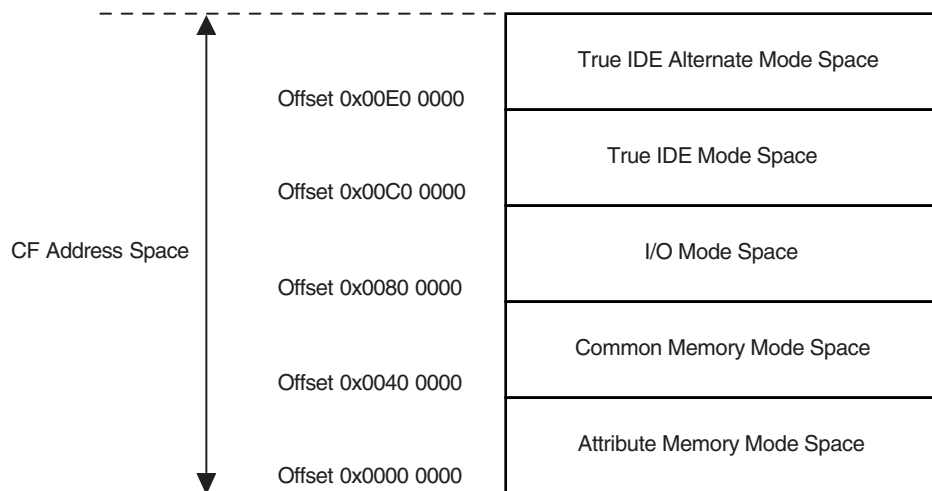 True IDE Alternate Mode Space
Offset 0x00E0 0000
True IDE Mode Space
Offset 0x00C0 0000
CF Address Space
I/O Mode Space
Offset 0x0080 0000
Common Memory Mode Space
Offset 0x0040 0000
Attribute Memory Mode Space
Offset 0x0000 0000